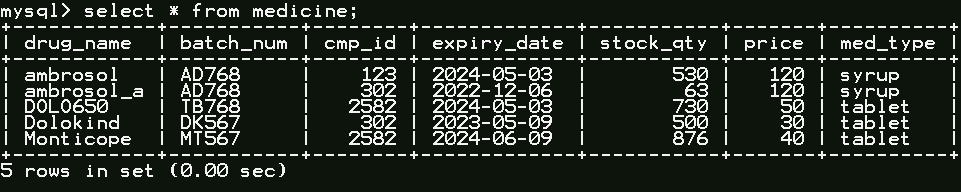 mysql> select * from medicine;
+------------+-----------+--------+-------------+-----------+-------+----------+
| drug_name  | batch_num | cmp_id | expiry_date | stock_qty | price | med_type |
+------------+-----------+--------+-------------+-----------+-------+----------+
| ambrosol   | AD768     |    123 | 2024-05-03  |       530 |   120 | syrup    |
| ambrosol_a | AD768     |    302 | 2022-12-06  |        63 |   120 | syrup    |
| DOLO650    | TB768     |   2582 | 2024-05-03  |       730 |    50 | tablet   |
| Dolokind   | DK567     |    302 | 2023-05-09  |       500 |    30 | tablet   |
| Monticope  | MT567     |   2582 | 2024-06-09  |       876 |    40 | tablet   |
+------------+-----------+--------+-------------+-----------+-------+----------+
5 rows in set (0.00 sec)